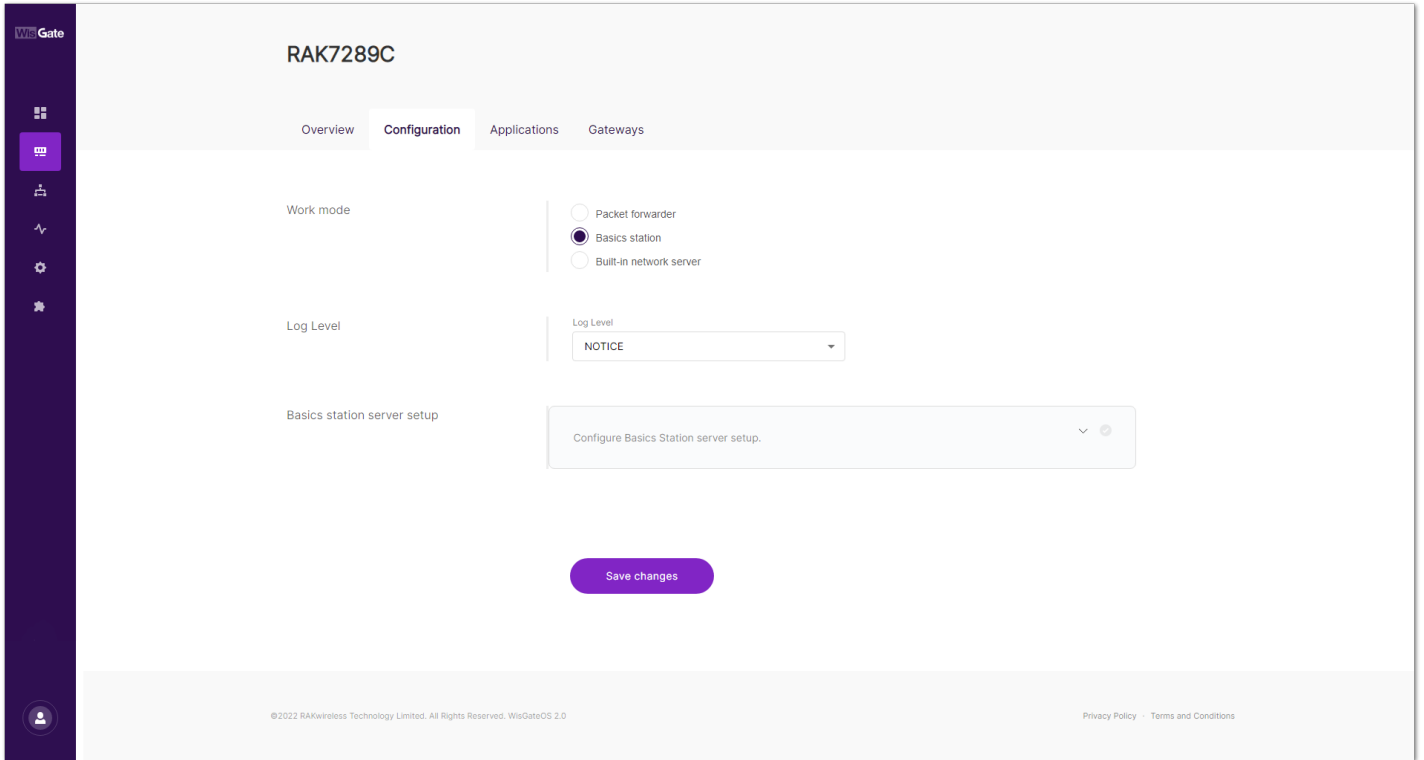 WisGate
RAK7289C
Overview Configuration Applications Gateways
Work mode
Packet forwarder
Basics station
Built-in network server
Log Level
Log Level
NOTICE
Basics station server setup
Configure Basics Station server setup.
Save changes
©2022 RAKwireless Technology Limited. All Rights Reserved. WisGateOS 2.0
Privacy Policy · Terms and Conditions